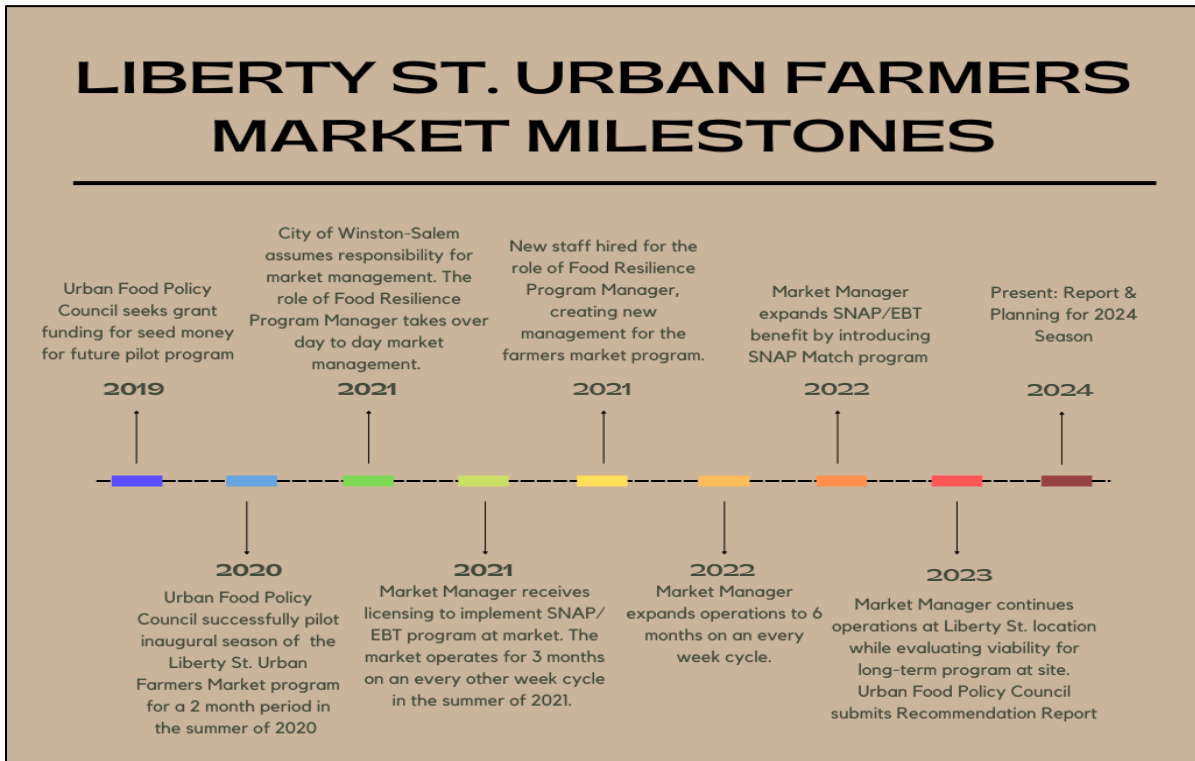 LIBERTY ST. URBAN FARMERS
MARKET MILESTONES
Urban Food Policy
Council seeks grant
funding for seed money
for future pilot program
2019
Urban Food Policy
Council successfully pilot
inaugural season of the
Liberty St. Urban
Farmers Market program
for a 2 month period in
the summer of 2020
2020
City of Winston-Salem
assumes responsibility for
market management. The
role of Food Resilience
Program Manager takes over
day to day market
management.
2021
2021
Market Manager receives
licensing to implement SNAP/
EBT program at market. The
market operates for 3 months
on an every other week cycle
in the summer of 2021.
New staff hired for the
role of Food Resilience
Program Manager,
creating new
management for the
farmers market program.
2021
2022
Market Manager
expands operations to 6
months on an every
week cycle.
Market Manager
expands SNAP/EBT
benefit by introducing
SNAP Match program
2022
2023
Market Manager continues
operations at Liberty St. location
while evaluating viability for
long-term program at site.
Urban Food Policy Council
submits Recommendation Report
Present: Report &
Planning for 2024
Season
2024